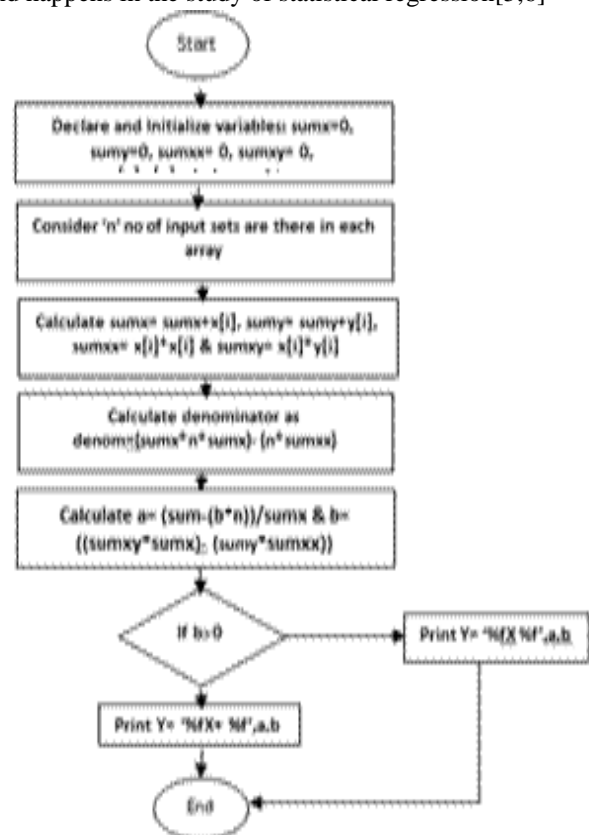 happens in the study of statistical regression[5,6]
Start
Declare and Initialize variables: sumx=0,
sumy=0, sumxx= 0, sumxy= 0,
Consider 'n' no of input sets are there in each
array
Calculate sumx= sumx+x[i], sumy= sumy+y[i],
sumxx= x[i]*x[i] & sumxy= x[i]*y[i]
Calculate denominator as
denom=(sumx*n*sumx)- (n*sumxx)
Calculate a= (sum-(b*n))/sumx & b=
((sumxy*sumx)- (sumy*sumxx))
If b>0
Print Y= '%fX %f',a,b
Print Y= '%fX+ %f',a.b
End